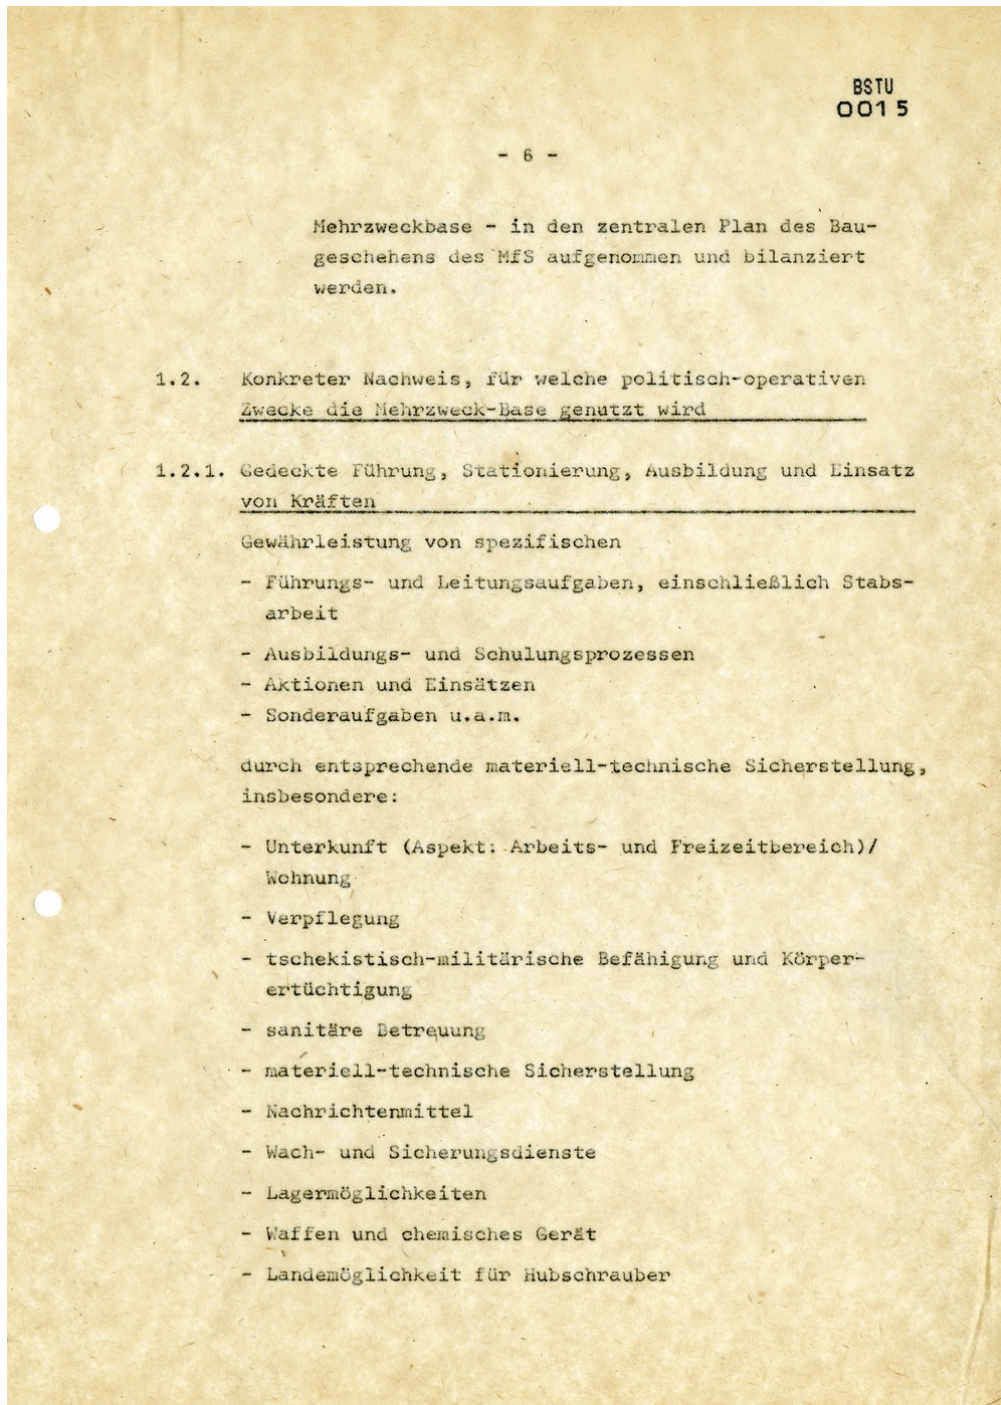 BSTU
0015
- 6 -
Mehrzweckbase - in den zentralen Plan des Bau-
geschehens des MfS aufgenommen und bilanziert
werden.
1.2. Konkreter Nachweis, für welche politisch-operativen
Zwecke die Mehrzweck-Base genutzt wird
1.2.1. Gedeckte Führung, Stationierung, Ausbildung und Einsatz
von Kräften
Gewährleistung von spezifischen
- Führungs- und Leitungsaufgaben, einschließlich Stabs-
arbeit
- Ausbildungs- und Schulungsprozessen
- Aktionen und Einsätzen
- Sonderaufgaben u.a.m.
durch entsprechende materiell-technische Sicherstellung,
insbesondere:
- Unterkunft (Aspekt: Arbeits- und Freizeitbereich)/
Wohnung
- Verpflegung
- tschekistisch-militärische Befähigung und Körper-
ertüchtigung
- sanitäre Betreuung
- materiell-technische Sicherstellung
- Nachrichtenmittel
- Wach- und Sicherungsdienste
- Lagermöglichkeiten
- Waffen und chemisches Gerät
- Landemöglichkeit für Hubschrauber